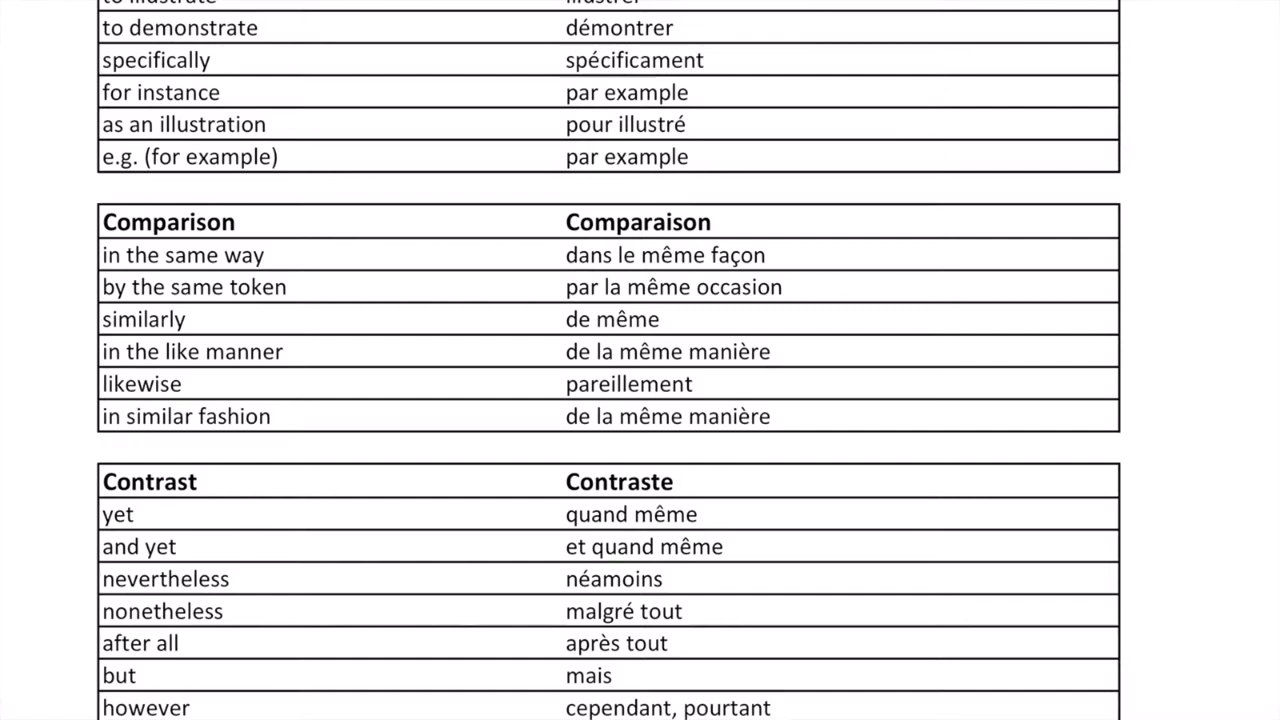 to illustrate illustrer
to demonstrate démontrer
specifically spécificament
for instance par example
as an illustration pour illustré
e.g. (for example) par example
Comparison Comparaison
in the same way dans le même façon
by the same token par la même occasion
similarly de même
in the like manner de la même manière
likewise pareillement
in similar fashion de la même manière
Contrast Contraste
yet quand même
and yet et quand même
nevertheless néamoins
nonetheless malgré tout
after all après tout
but mais
however cependant, pourtant